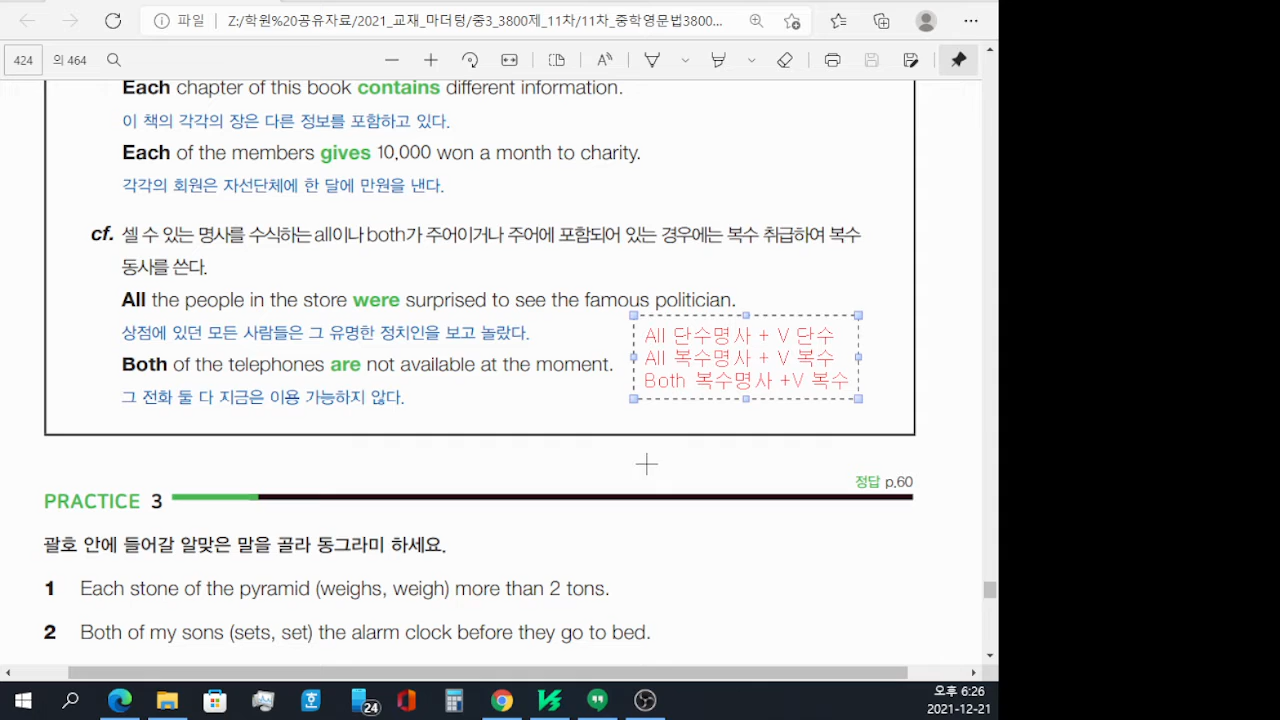 파일
Z:/학원%20공유자료/2021_교재_마더텅/중3_3800제_11차/11차_중학영문법3800...
424 의 464
Each chapter of this book contains different information.
이 책의 각각의 장은 다른 정보를 포함하고 있다.
Each of the members gives 10,000 won a month to charity.
각각의 회원은 자선단체에 한 달에 만원을 낸다.
cf. 셀 수 있는 명사를 수식하는 all이나 both가 주어이거나 주어에 포함되어 있는 경우에는 복수 취급하여 복수
동사를 쓴다.
All the people in the store were surprised to see the famous politician.
상점에 있던 모든 사람들은 그 유명한 정치인을 보고 놀랐다.
All 단수명사 + V 단수
All 복수명사 + V 복수
Both of the telephones are not available at the moment.
Both 복수명사 +V 복수
그 전화 둘 다 지금은 이용 가능하지 않다.
정답 p.60
PRACTICE 3
괄호 안에 들어갈 알맞은 말을 골라 동그라미 하세요.
1 Each stone of the pyramid (weighs, weigh) more than 2 tons.
2 Both of my sons (sets, set) the alarm clock before they go to bed.
24
오후 6:26
2021-12-21